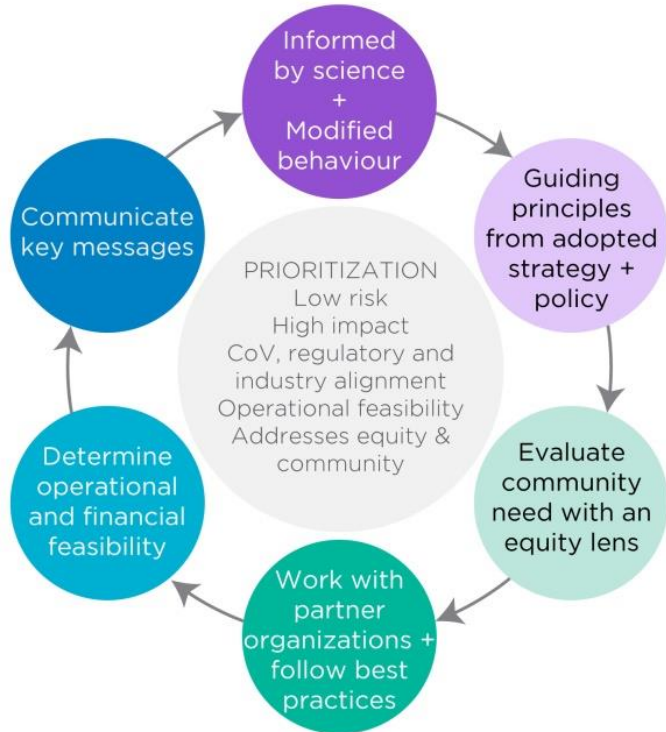 Informed
by science
+
Modified
behaviour
Guiding
principles
from adopted
strategy +
policy
Evaluate
community
need with an
equity lens
Work with
partner
organizations +
follow best
practices
Determine
operational
and financial
feasibility
Communicate
key messages
PRIORITIZATION
Low risk
High impact
CoV, regulatory and
industry alignment
Operational feasibility
Addresses equity &
community